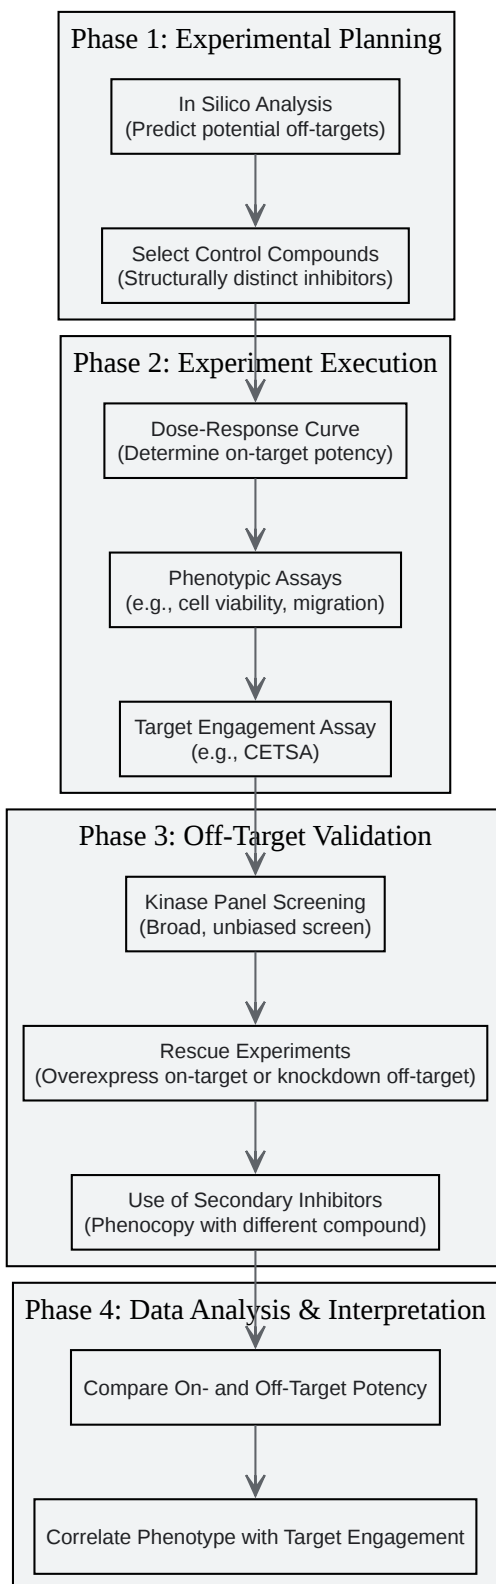 Phase 1: Experimental Planning
In Silico Analysis
(Predict potential off-targets)
Select Control Compounds
(Structurally distinct inhibitors)
Phase 2: Experiment Execution
Dose-Response Curve
(Determine on-target potency)
Phenotypic Assays
(e.g., cell viability, migration)
Target Engagement Assay
(e.g., CETSA)
Phase 3: Off-Target Validation
Kinase Panel Screening
(Broad, unbiased screen)
Rescue Experiments
(Overexpress on-target or knockdown off-target)
Use of Secondary Inhibitors
(Phenocopy with different compound)
Phase 4: Data Analysis & Interpretation
Compare On- and Off-Target Potency
Correlate Phenotype with Target Engagement